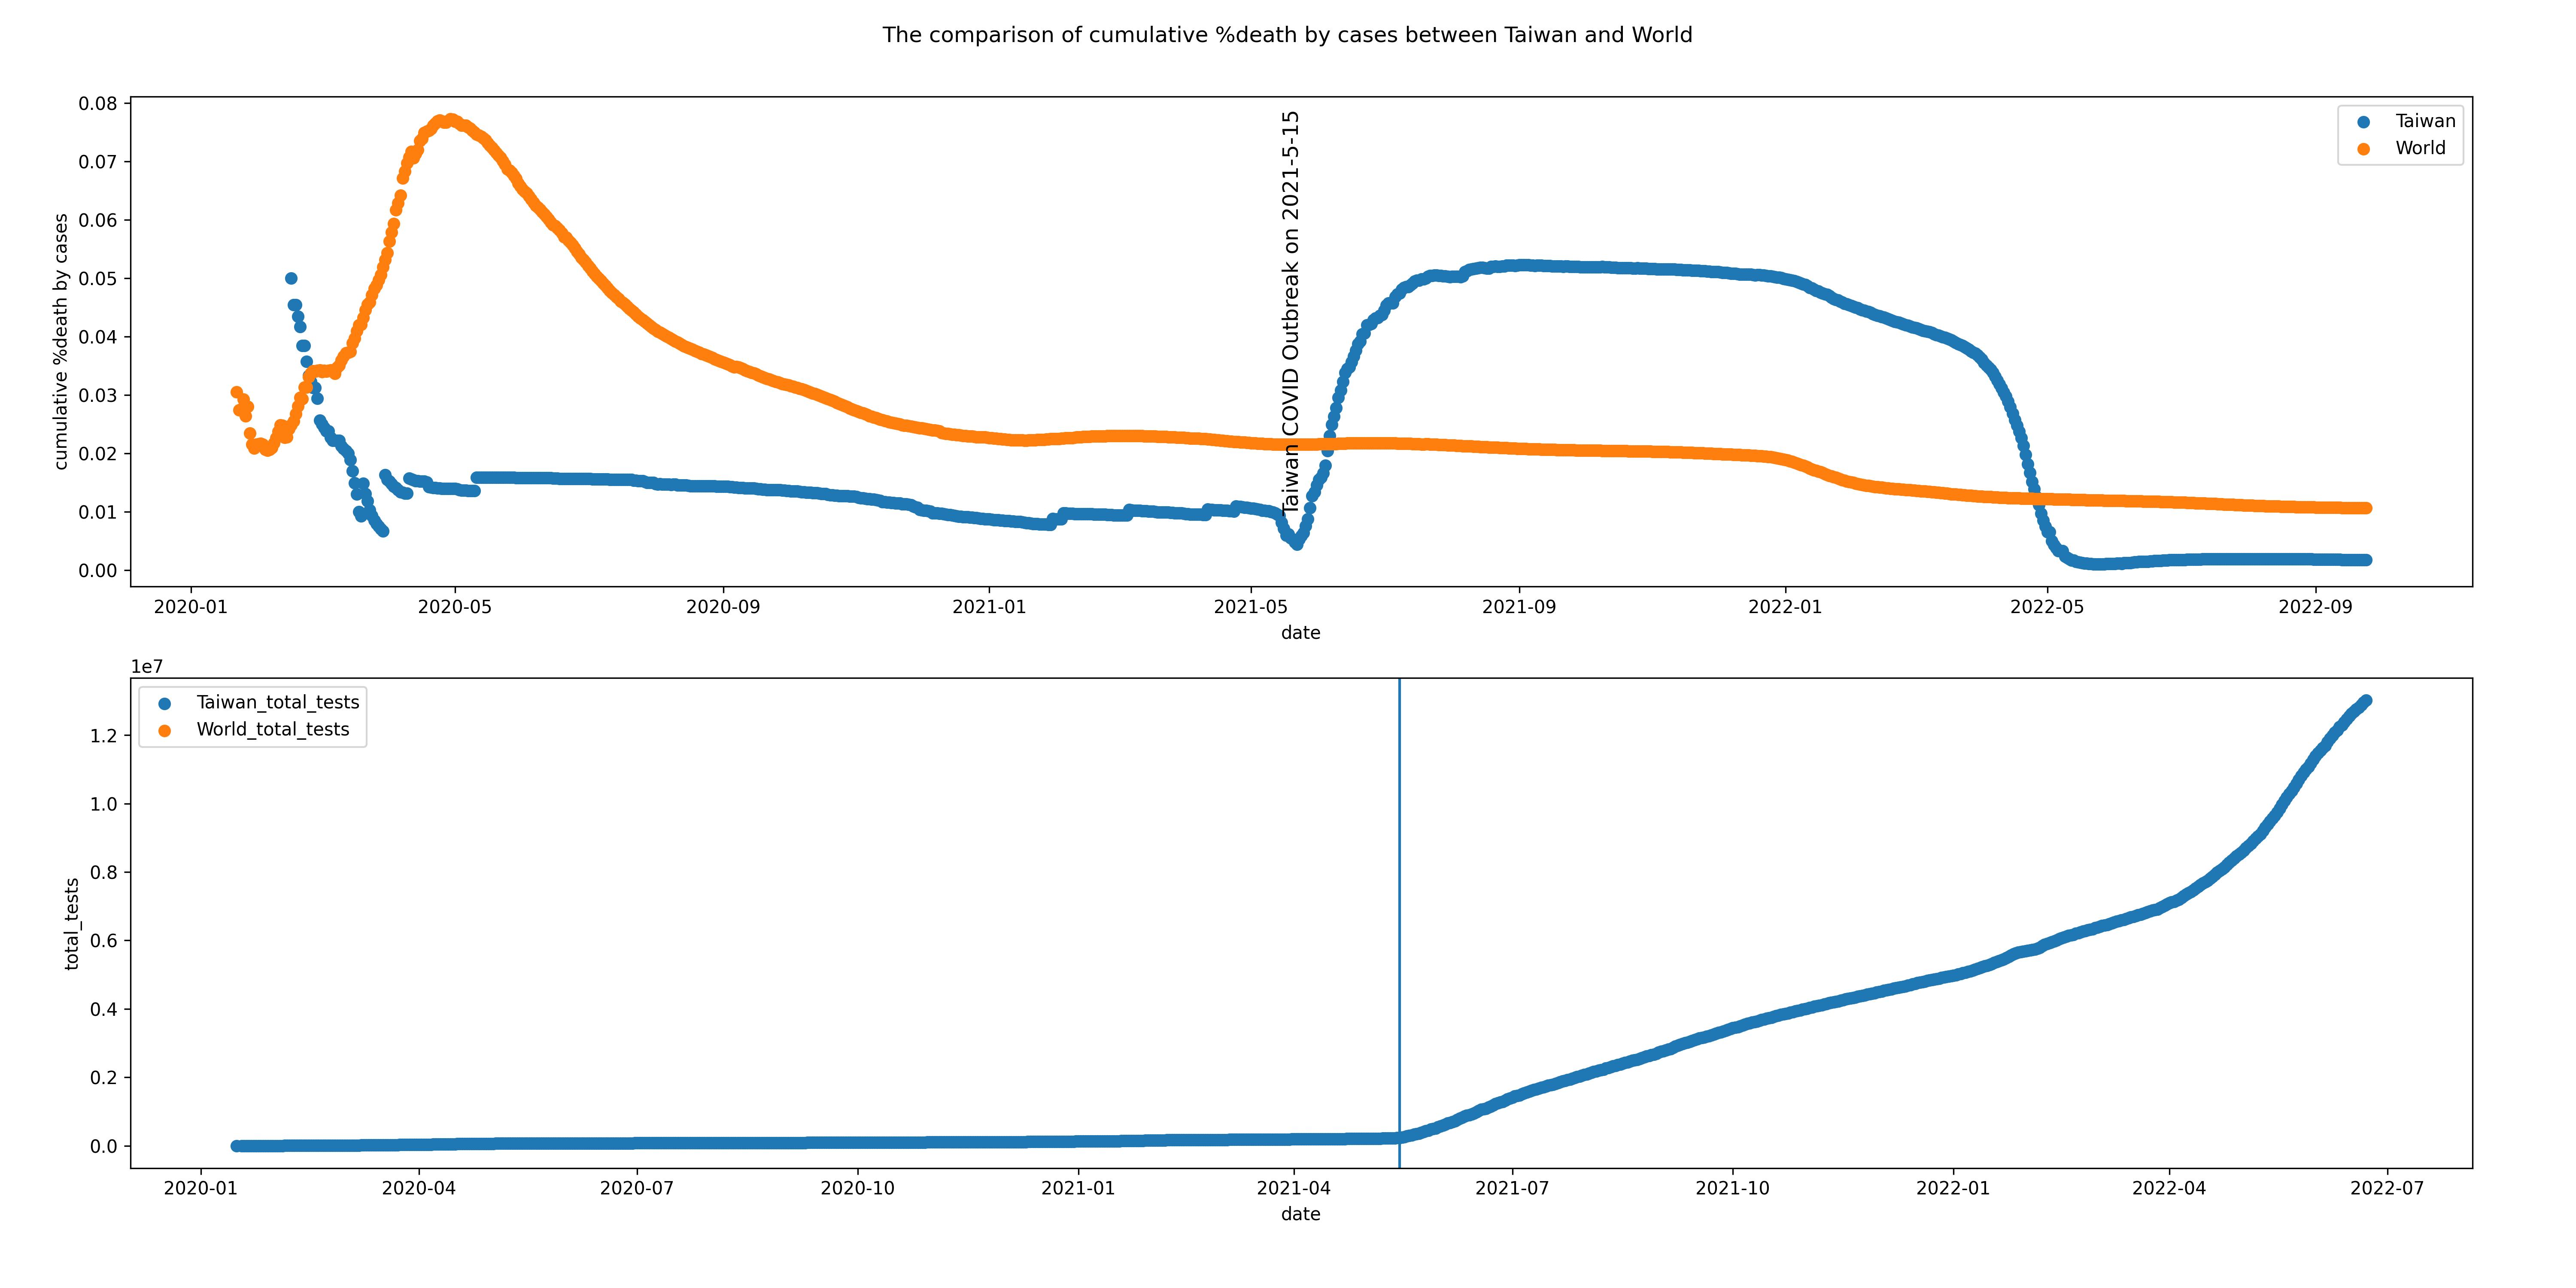 The comparison of cumulative %death by cases between Taiwan and World
0.08
0.07
0.06
0.05
0.04
0.03
0.02
0.01
0.00
cumulative %death by cases
Taiwan COVID Outbreak on 2021-5-15
Taiwan
World
2020-01 2020-05 2020-09 2021-01 2021-05 2021-09 2022-01 2022-05 2022-09
date
1e7
Taiwan_total_tests
World_total_tests
1.2
1.0
0.8
0.6
0.4
0.2
0.0
total_tests
2020-01 2020-04 2020-07 2020-10 2021-01 2021-04 2021-07 2021-10 2022-01 2022-04 2022-07
date